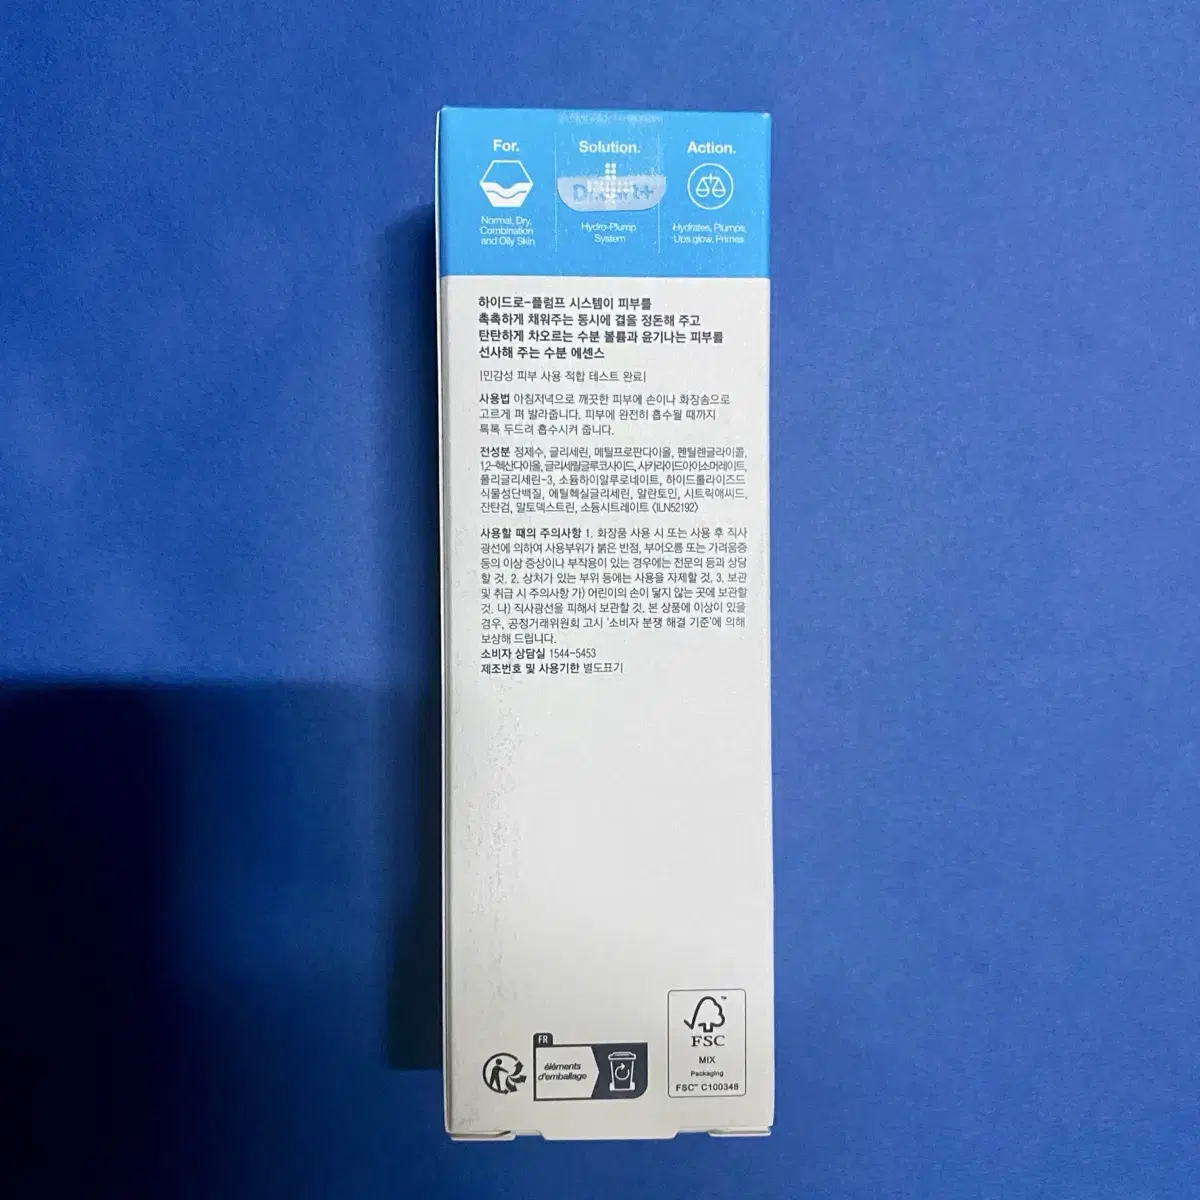 For.
Normal, Dry,
Combination
and Oily Skin
Solution.
Hydro-Plump
System
Action.
Hydrates, Plumps,
Ups glow, Primes
하이드로-플럼프 시스템이 피부를
촉촉하게 채워주는 동시에 결을 정돈해 주고
탄탄하게 차오르는 수분 볼륨과 윤기나는 피부를
선사해 주는 수분 에센스
|민감성 피부 사용 적합 테스트 완료|
사용법 아침저녁으로 깨끗한 피부에 손이나 화장솜으로
고르게 펴 발라줍니다. 피부에 완전히 흡수될 때까지
톡톡 두드려 흡수시켜 줍니다.
전성분 정제수, 글리세린, 메틸프로판다이올, 펜틸렌글라이콜,
1,2-헥산다이올, 글리세릴글루코사이드, 사카라이드아이소머레이트,
폴리글리세린-3, 소듐하이알루로네이트, 하이드롤라이즈드
식물성단백질, 에틸헥실글리세린, 알란토인, 시트릭애씨드,
잔탄검, 말토덱스트린, 소듐시트레이트 <ILN52192>
사용할 때의 주의사항 1. 화장품 사용 시 또는 사용 후 직사
광선에 의하여 사용부위가 붉은 반점, 부어오름 또는 가려움증
등의 이상 증상이나 부작용이 있는 경우에는 전문의 등과 상담
할 것. 2. 상처가 있는 부위 등에는 사용을 자제할 것. 3. 보관
및 취급 시 주의사항 가) 어린이의 손이 닿지 않는 곳에 보관할
것. 나) 직사광선을 피해서 보관할 것. 본 상품에 이상이 있을
경우, 공정거래위원회 고시 '소비자 분쟁 해결 기준'에 의해
보상해 드립니다.
소비자 상담실 1544-5453
제조번호 및 사용기한 별도표기
FR
éléments
d'emballage
FSC
MIX
Packaging
FSC™ C100348